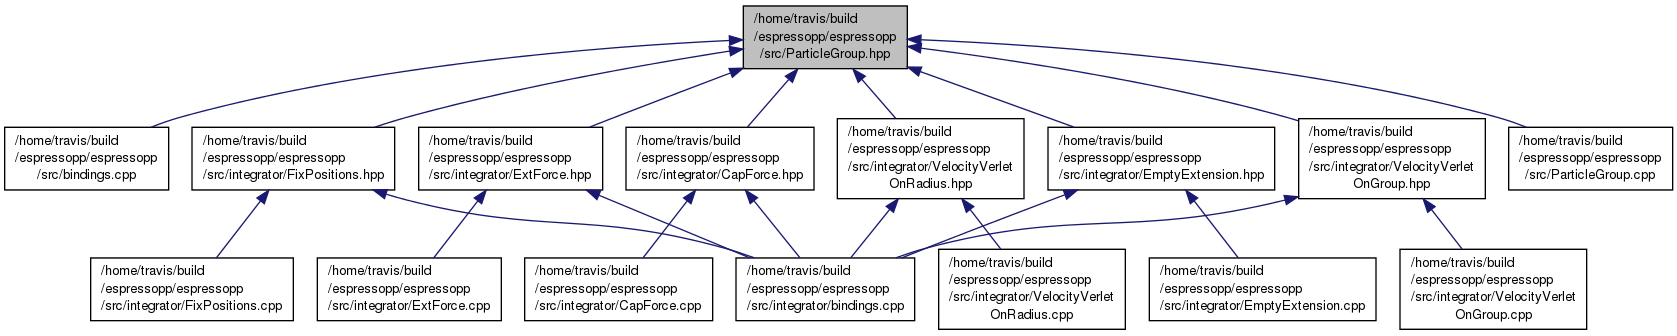 /home/travis/build
/espressopp/espressopp
/src/ParticleGroup.hpp
/home/travis/build
/espressopp/espressopp
/src/bindings.cpp
/home/travis/build
/espressopp/espressopp
/src/integrator/FixPositions.hpp
/home/travis/build
/espressopp/espressopp
/src/integrator/ExtForce.hpp
/home/travis/build
/espressopp/espressopp
/src/integrator/CapForce.hpp
/home/travis/build
/espressopp/espressopp
/src/integrator/VelocityVerlet
OnRadius.hpp
/home/travis/build
/espressopp/espressopp
/src/integrator/EmptyExtension.hpp
/home/travis/build
/espressopp/espressopp
/src/integrator/VelocityVerlet
OnGroup.hpp
/home/travis/build
/espressopp/espressopp
/src/ParticleGroup.cpp
/home/travis/build
/espressopp/espressopp
/src/integrator/FixPositions.cpp
/home/travis/build
/espressopp/espressopp
/src/integrator/ExtForce.cpp
/home/travis/build
/espressopp/espressopp
/src/integrator/CapForce.cpp
/home/travis/build
/espressopp/espressopp
/src/integrator/bindings.cpp
/home/travis/build
/espressopp/espressopp
/src/integrator/VelocityVerlet
OnRadius.cpp
/home/travis/build
/espressopp/espressopp
/src/integrator/EmptyExtension.cpp
/home/travis/build
/espressopp/espressopp
/src/integrator/VelocityVerlet
OnGroup.cpp